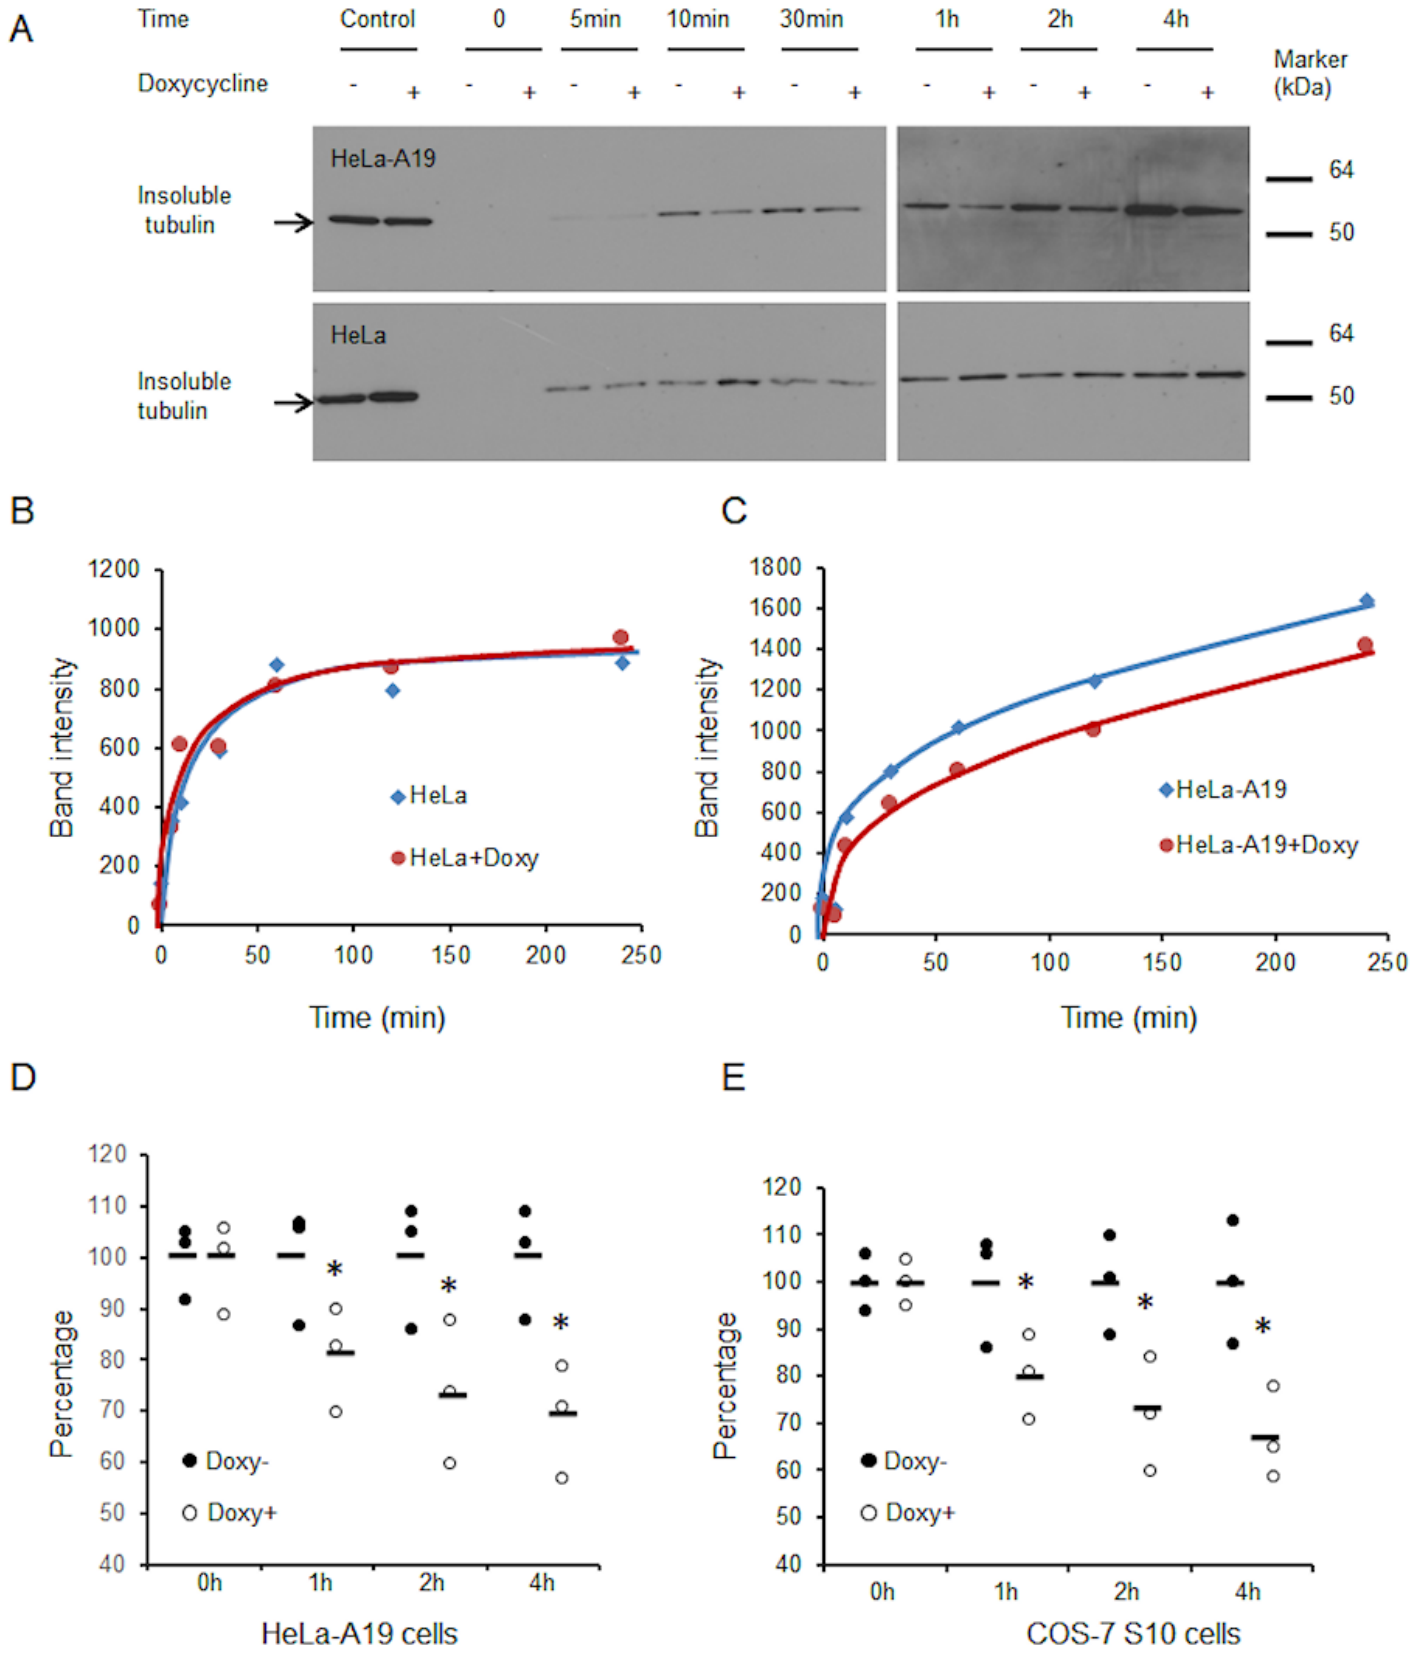 A
Time Control 0 5min 10min 30min 1h 2h 4h
Doxycycline - + - + - + - + - + - + - + - +
Marker
(kDa)
HeLa-A19
Insoluble
tubulin
64
50
HeLa
Insoluble
tubulin
64
50
B
1200
1000
800
600
400
200
0
Band intensity
HeLa
HeLa+Doxy
0 50 100 150 200 250
Time (min)
C
1800
1600
1400
1200
1000
800
600
400
200
0
Band intensity
HeLa-A19
HeLa-A19+Doxy
0 50 100 150 200 250
Time (min)
D
120
110
100
90
80
70
60
50
40
Percentage
* * *
Doxy-
Doxy+
0h 1h 2h 4h
HeLa-A19 cells
E
120
110
100
90
80
70
60
50
40
Percentage
* * *
Doxy-
Doxy+
0h 1h 2h 4h
COS-7 S10 cells